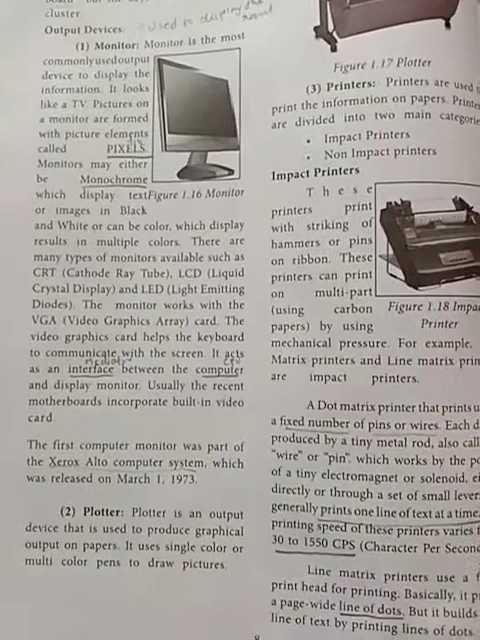 cluster
Output Devices: used to display the
(1) Monitor: Monitor is the most
commonly used output
device to display the
information. It looks
like a TV. Pictures on
a monitor are formed
with picture elements
called PIXELS.
Monitors may either
be Monochrome
which display text
or images in Black
Figure 1.16 Monitor
and White or can be color, which display
results in multiple colors. There are
many types of monitors available such as
CRT (Cathode Ray Tube), LCD (Liquid
Crystal Display) and LED (Light Emitting
Diodes). The monitor works with the
VGA (Video Graphics Array) card. The
video graphics card helps the keyboard
to communicate with the screen. It acts
as an interface between the computer
and display monitor. Usually the recent
motherboards incorporate built-in video
card.
The first computer monitor was part of
the Xerox Alto computer system, which
was released on March 1, 1973.
(2) Plotter: Plotter is an output
device that is used to produce graphical
output on papers. It uses single color or
multi color pens to draw pictures.
Figure 1.17 Plotter
(3) Printers: Printers are used
print the information on papers.
are divided into two main
• Impact Printers
• Non Impact printers
Impact Printers
These
printers print
with striking of
hammers or pins
on ribbon. These
printers can print
on multi-part
(using carbon
papers) by using
Figure 1.18
Printer
mechanical pressure. For example,
Matrix printers and Line matrix
are impact printers.
A Dot matrix printer that prints
a fixed number of pins or wires. Each
produced by a tiny metal rod, also
"wire" or "pin", which works by the
of a tiny electromagnet or solenoid,
directly or through a set of small
generally prints one line of text at a time.
printing speed of these printers varies
30 to 1550 CPS (Character Per
Line matrix printers use a
print head for printing. Basically, it
a page-wide line of dots. But it builds
line of text by printing lines of dots.